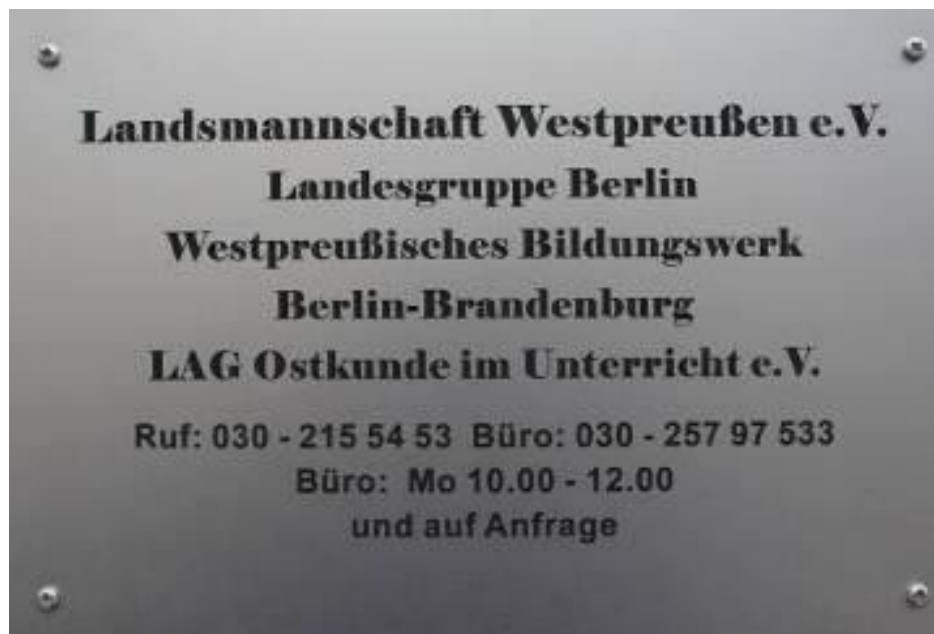 Landsmannschaft Westpreußen e.V.
Landesgruppe Berlin
Westpreußisches Bildungswerk
Berlin-Brandenburg
LAG Ostkunde im Unterricht e.V.
Ruf: 030 - 215 54 53 Büro: 030 - 257 97 533
Büro: Mo 10.00 - 12.00
und auf Anfrage